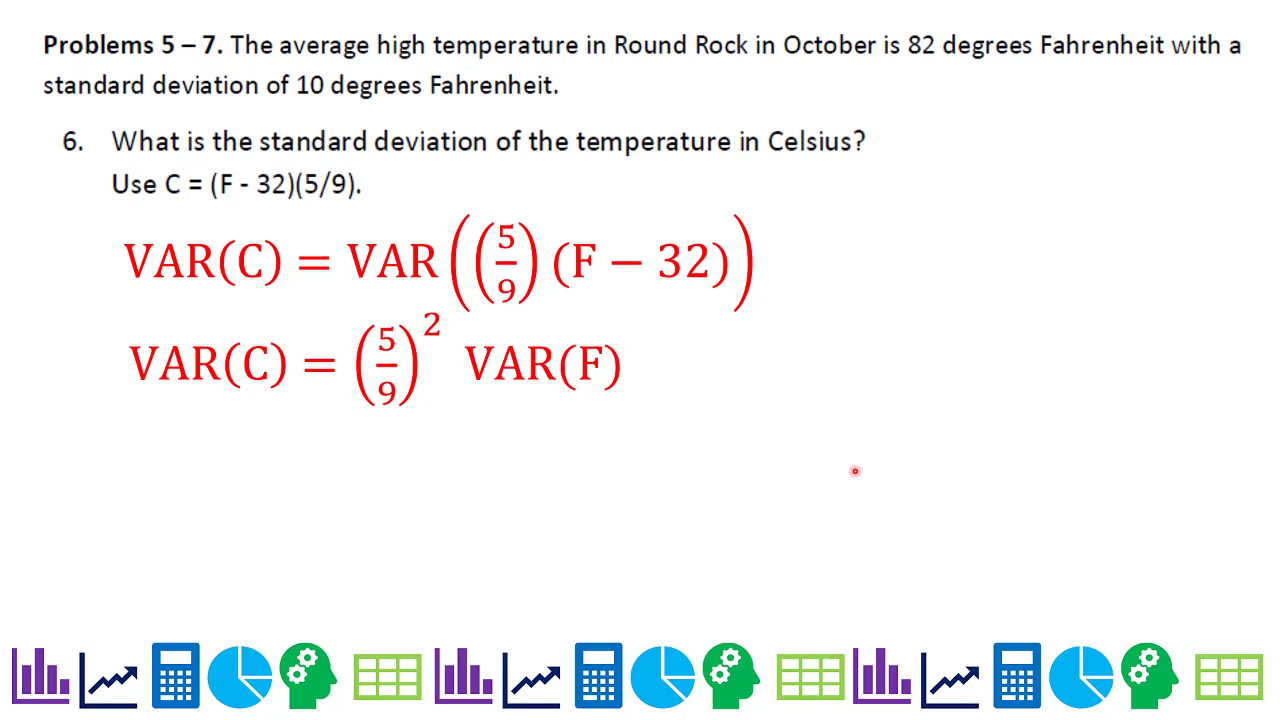 Problems 5 – 7. The average high temperature in Round Rock in October is 82 degrees Fahrenheit with a
standard deviation of 10 degrees Fahrenheit.
6. What is the standard deviation of the temperature in Celsius?
Use C = (F - 32)(5/9).
VAR(C) = VAR((5/9)(F − 32))
VAR(C) = (5/9)² VAR(F)